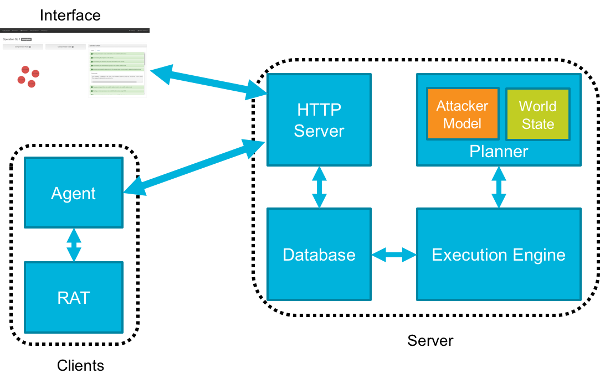 Interface
HTTP
Server
Attacker
Model
World
State
Planner
Agent
Database
Execution Engine
RAT
Server
Clients